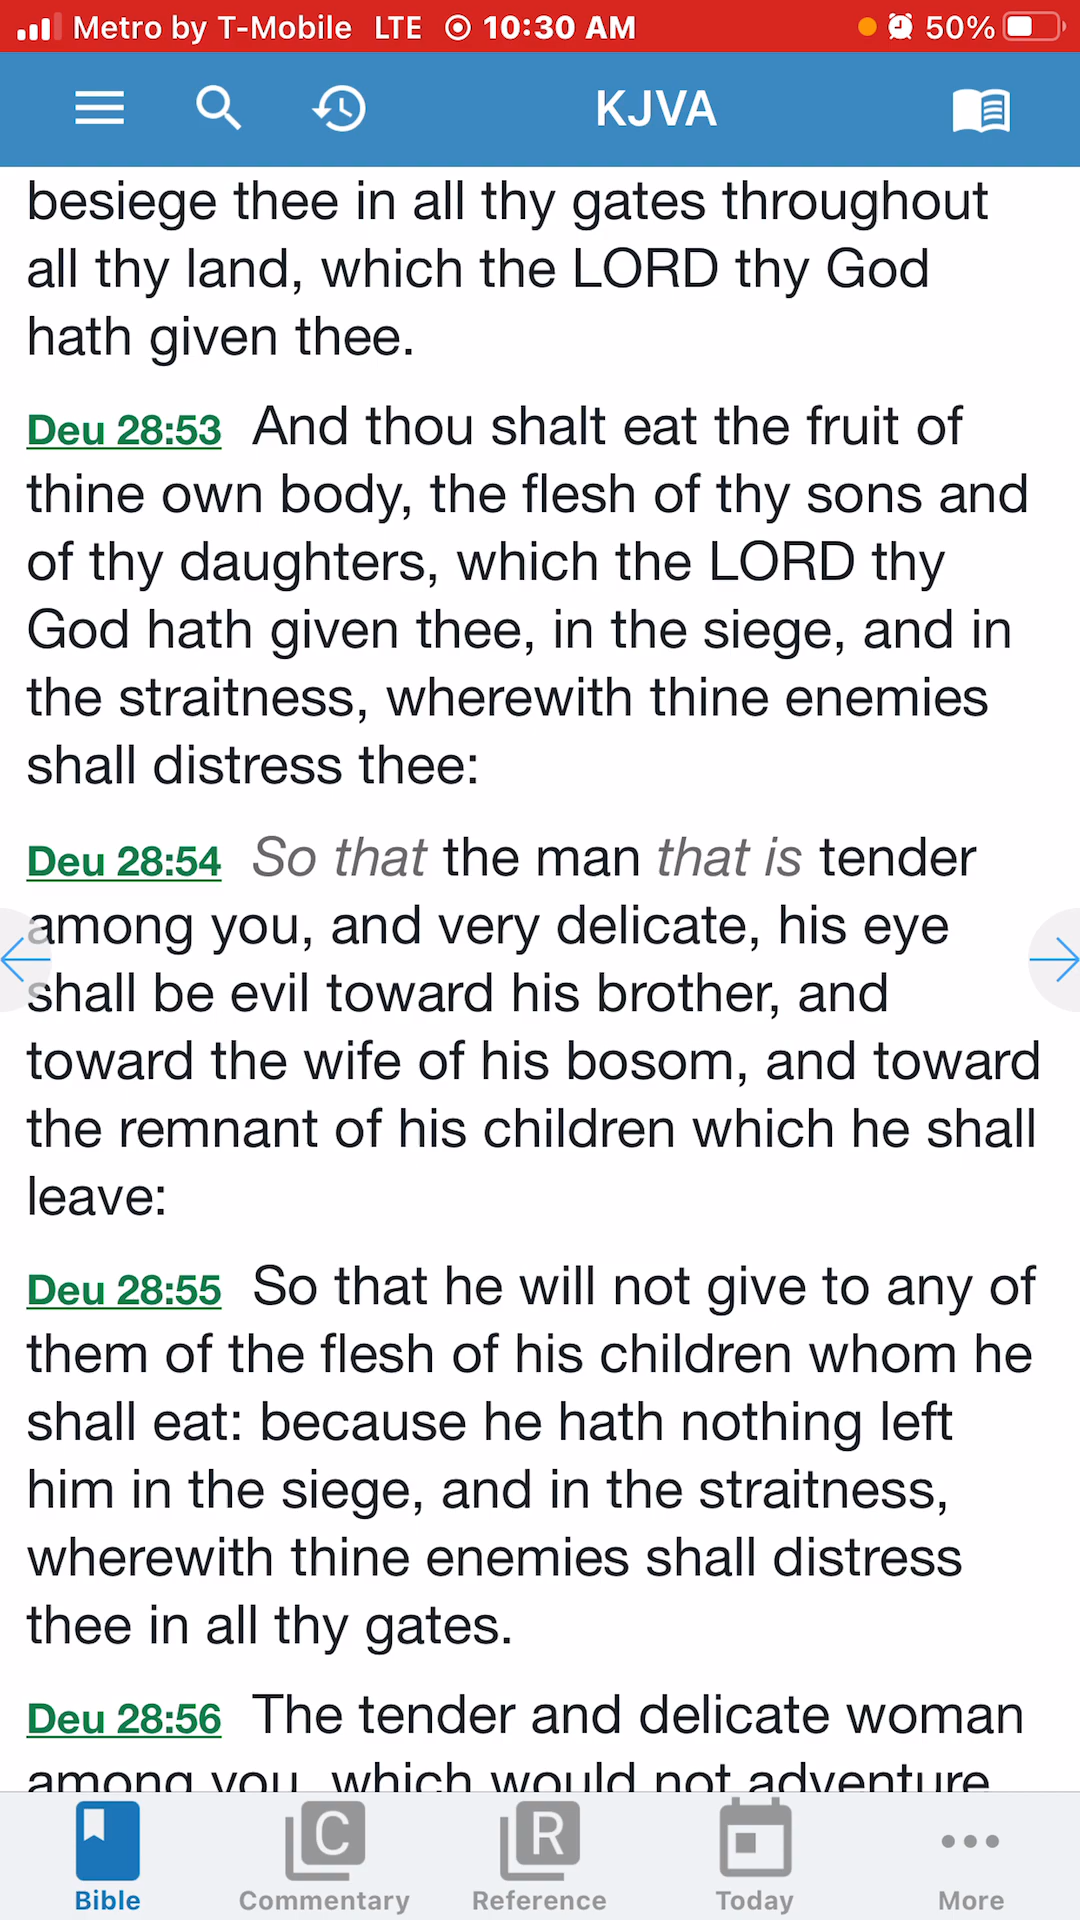 Metro by T-Mobile LTE 10:30 AM 50%
KJVA
besiege thee in all thy gates throughout
all thy land, which the LORD thy God
hath given thee.
Deu 28:53 And thou shalt eat the fruit of
thine own body, the flesh of thy sons and
of thy daughters, which the LORD thy
God hath given thee, in the siege, and in
the straitness, wherewith thine enemies
shall distress thee:
Deu 28:54 So that the man that is tender
among you, and very delicate, his eye
shall be evil toward his brother, and
toward the wife of his bosom, and toward
the remnant of his children which he shall
leave:
Deu 28:55 So that he will not give to any of
them of the flesh of his children whom he
shall eat: because he hath nothing left
him in the siege, and in the straitness,
wherewith thine enemies shall distress
thee in all thy gates.
Deu 28:56 The tender and delicate woman
among you, which would not adventure
C R
Bible Commentary Reference Today More